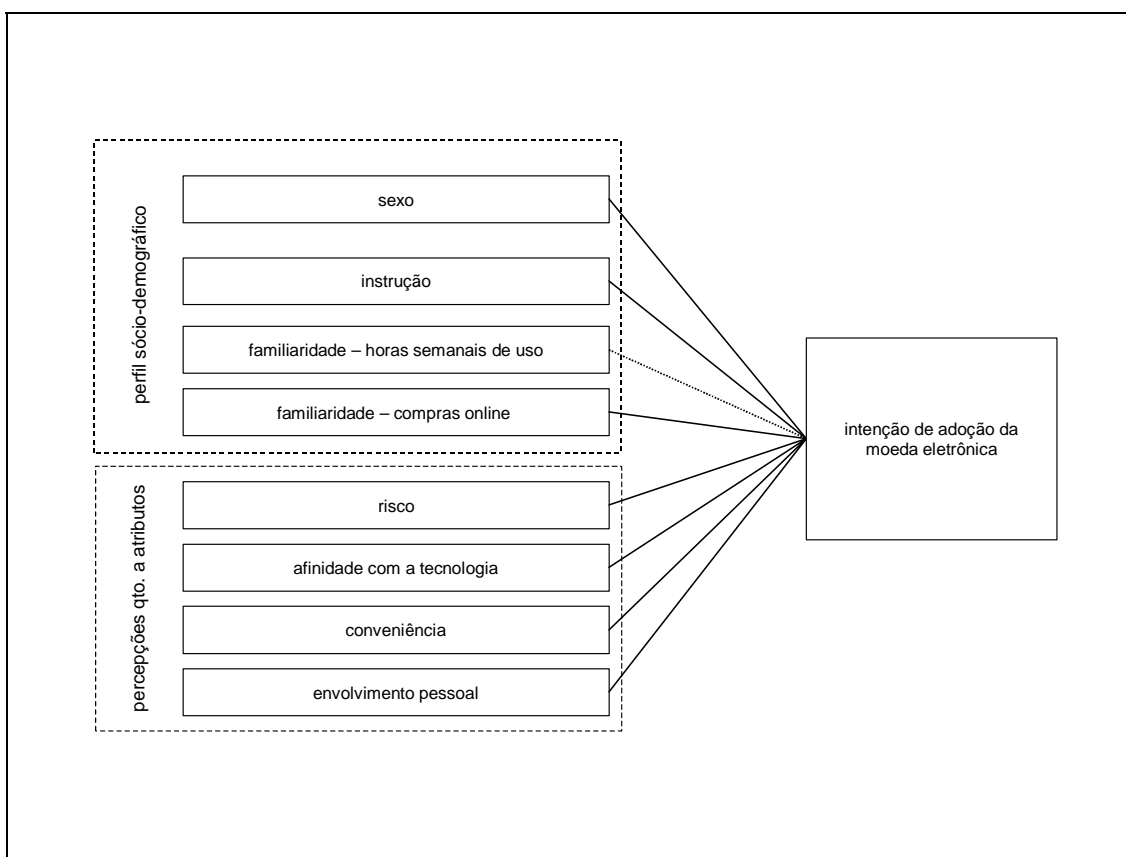 perfil sócio-demográfico
sexo
instrução
familiaridade – horas semanais de uso
familiaridade – compras online
percepções qto. a atributos
risco
afinidade com a tecnologia
conveniência
envolvimento pessoal
intenção de adoção da
moeda eletrônica